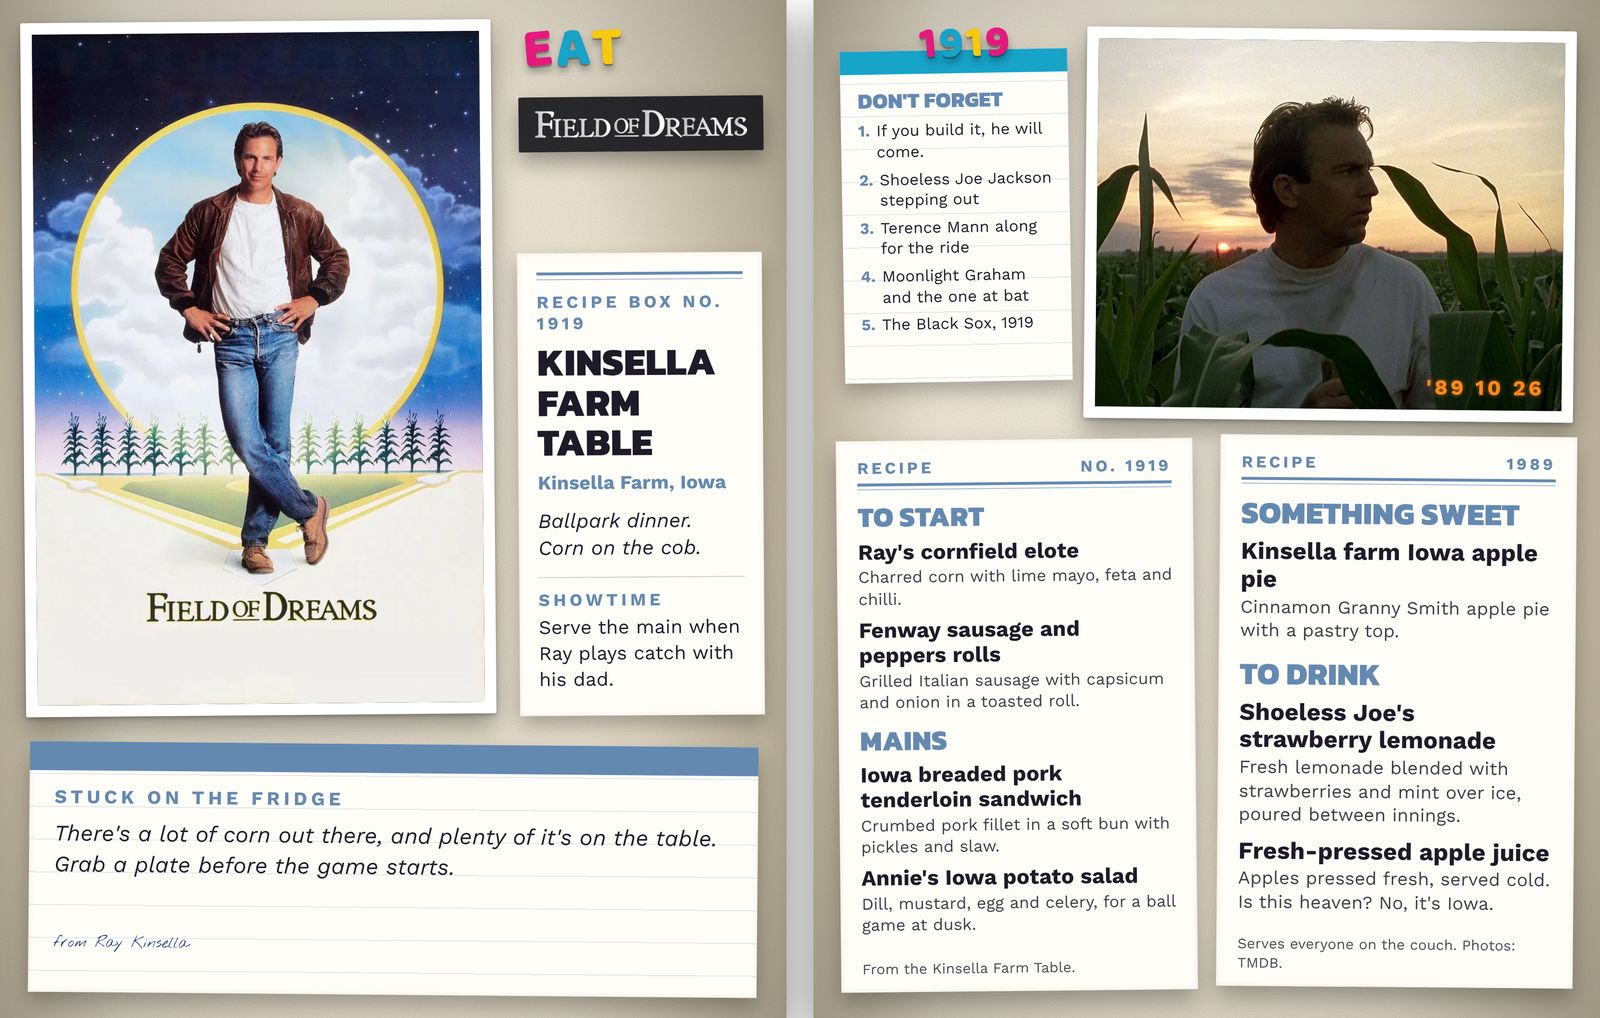 EAT
FIELD OF DREAMS
FIELD OF DREAMS
RECIPE BOX NO.
1919
KINSELLA
FARM
TABLE
Kinsella Farm, Iowa
Ballpark dinner.
Corn on the cob.
SHOWTIME
Serve the main when
Ray plays catch with
his dad.
STUCK ON THE FRIDGE
There's a lot of corn out there, and plenty of it's on the table.
Grab a plate before the game starts.
from Ray Kinsella
1919
DON'T FORGET
1. If you build it, he will
come.
2. Shoeless Joe Jackson
stepping out
3. Terence Mann along
for the ride
4. Moonlight Graham
and the one at bat
5. The Black Sox, 1919
'89 10 26
RECIPE NO. 1919
TO START
Ray's cornfield elote
Charred corn with lime mayo, feta and
chilli.
Fenway sausage and
peppers rolls
Grilled Italian sausage with capsicum
and onion in a toasted roll.
MAINS
Iowa breaded pork
tenderloin sandwich
Crumbed pork fillet in a soft bun with
pickles and slaw.
Annie's Iowa potato salad
Dill, mustard, egg and celery, for a ball
game at dusk.
From the Kinsella Farm Table.
RECIPE 1989
SOMETHING SWEET
Kinsella farm Iowa apple
pie
Cinnamon Granny Smith apple pie
with a pastry top.
TO DRINK
Shoeless Joe's
strawberry lemonade
Fresh lemonade blended with
strawberries and mint over ice,
poured between innings.
Fresh-pressed apple juice
Apples pressed fresh, served cold.
Is this heaven? No, it's Iowa.
Serves everyone on the couch. Photos:
TMDB.